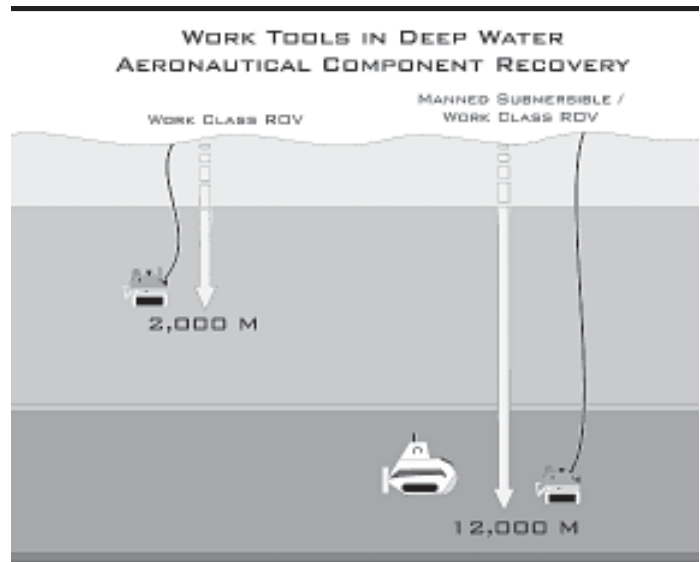 WORK TOOLS IN DEEP WATER
AERONAUTICAL COMPONENT RECOVERY
WORK CLASS ROV
MANNED SUBMERSIBLE /
WORK CLASS ROV
2,000 M
12,000 M